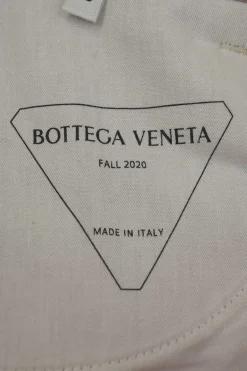 BOTTEGA VENETA
FALL 2020
MADE IN ITALY